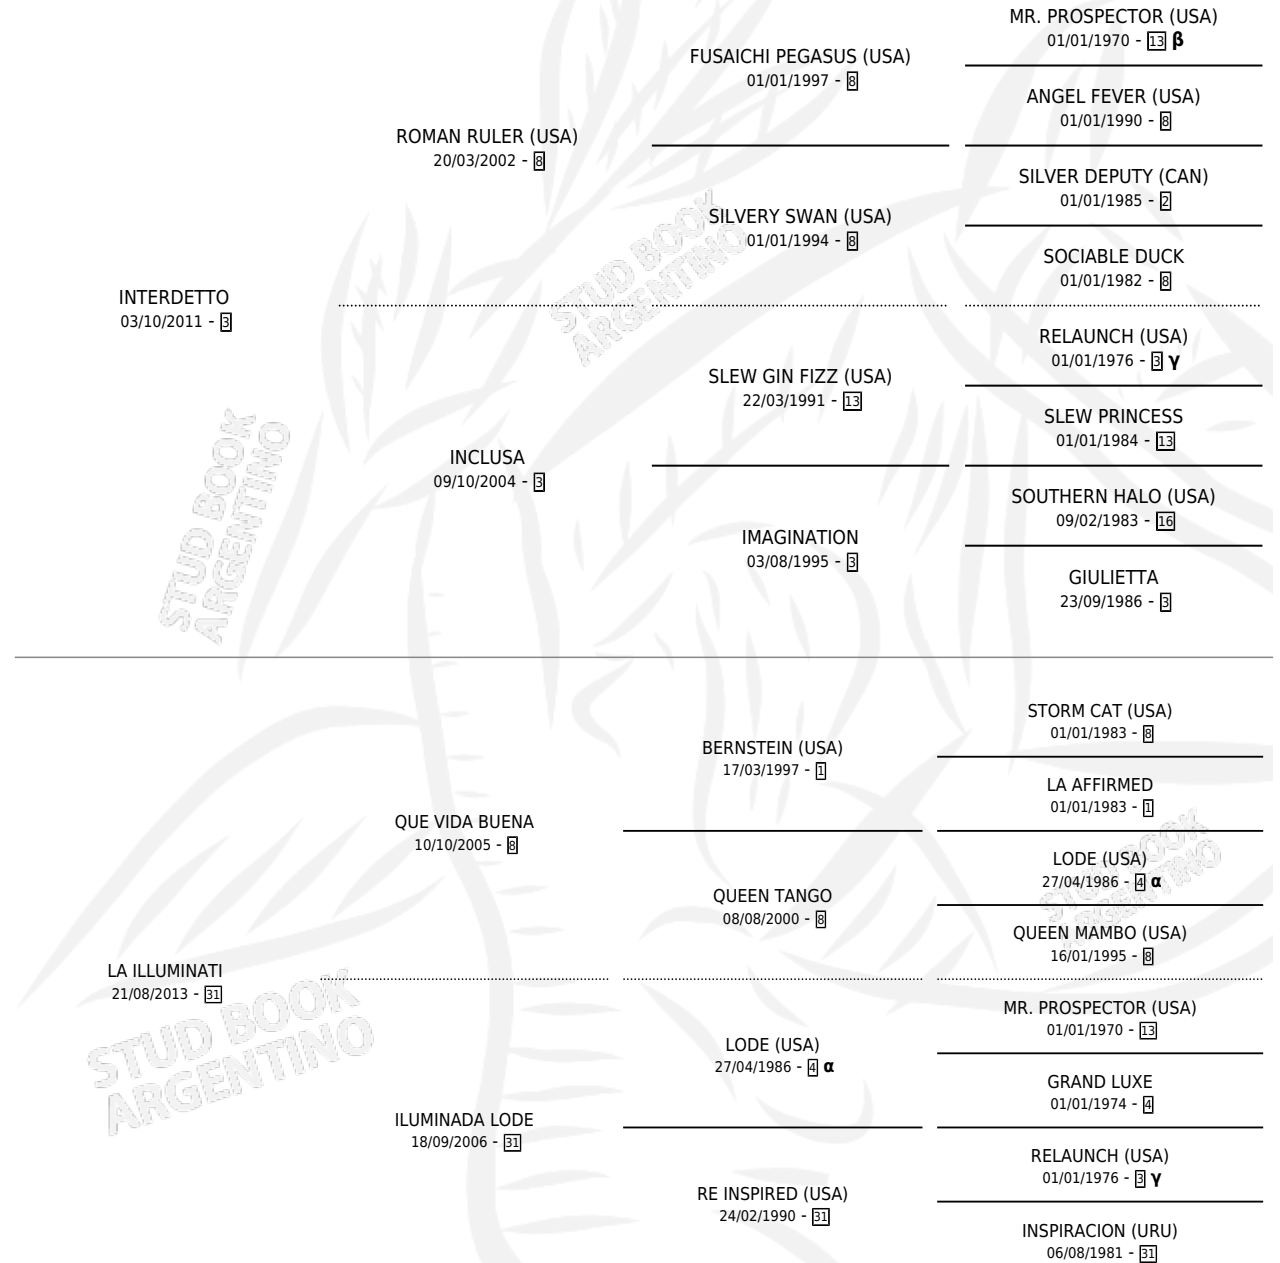 MR. PROSPECTOR (USA)
01/01/1970 - 13 β
FUSAICHI PEGASUS (USA)
01/01/1997 - 8
ANGEL FEVER (USA)
01/01/1990 - 8
ROMAN RULER (USA)
20/03/2002 - 8
SILVER DEPUTY (CAN)
01/01/1985 - 2
SILVERY SWAN (USA)
01/01/1994 - 8
SOCIABLE DUCK
01/01/1982 - 8
INTERDETTO
03/10/2011 - 3
RELAUNCH (USA)
01/01/1976 - 3 γ
SLEW GIN FIZZ (USA)
22/03/1991 - 13
SLEW PRINCESS
01/01/1984 - 13
INCLUSA
09/10/2004 - 3
SOUTHERN HALO (USA)
09/02/1983 - 16
IMAGINATION
03/08/1995 - 3
GIULIETTA
23/09/1986 - 3
STORM CAT (USA)
01/01/1983 - 8
BERNSTEIN (USA)
17/03/1997 - 1
LA AFFIRMED
01/01/1983 - 1
QUE VIDA BUENA
10/10/2005 - 8
LODE (USA)
27/04/1986 - 4 α
QUEEN TANGO
08/08/2000 - 8
QUEEN MAMBO (USA)
16/01/1995 - 8
LA ILLUMINATI
21/08/2013 - 31
MR. PROSPECTOR (USA)
01/01/1970 - 13
LODE (USA)
27/04/1986 - 4 α
GRAND LUXE
01/01/1974 - 4
ILUMINADA LODE
18/09/2006 - 31
RELAUNCH (USA)
01/01/1976 - 3 γ
RE INSPIRED (USA)
24/02/1990 - 31
INSPIRACION (URU)
06/08/1981 - 31
STUD BOOK
ARGENTINO
STUD BOOK
ARGENTINO
STUD BOOK
ARGENTINO
STUD BOOK
ARGENTINO